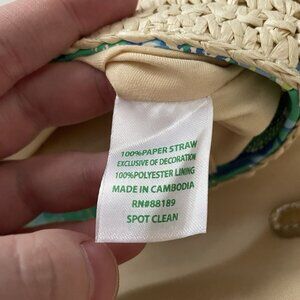 100%PAPER STRAW
EXCLUSIVE OF DECORATION
100%POLYESTER LINING
MADE IN CAMBODIA
RN#88189
SPOT CLEAN